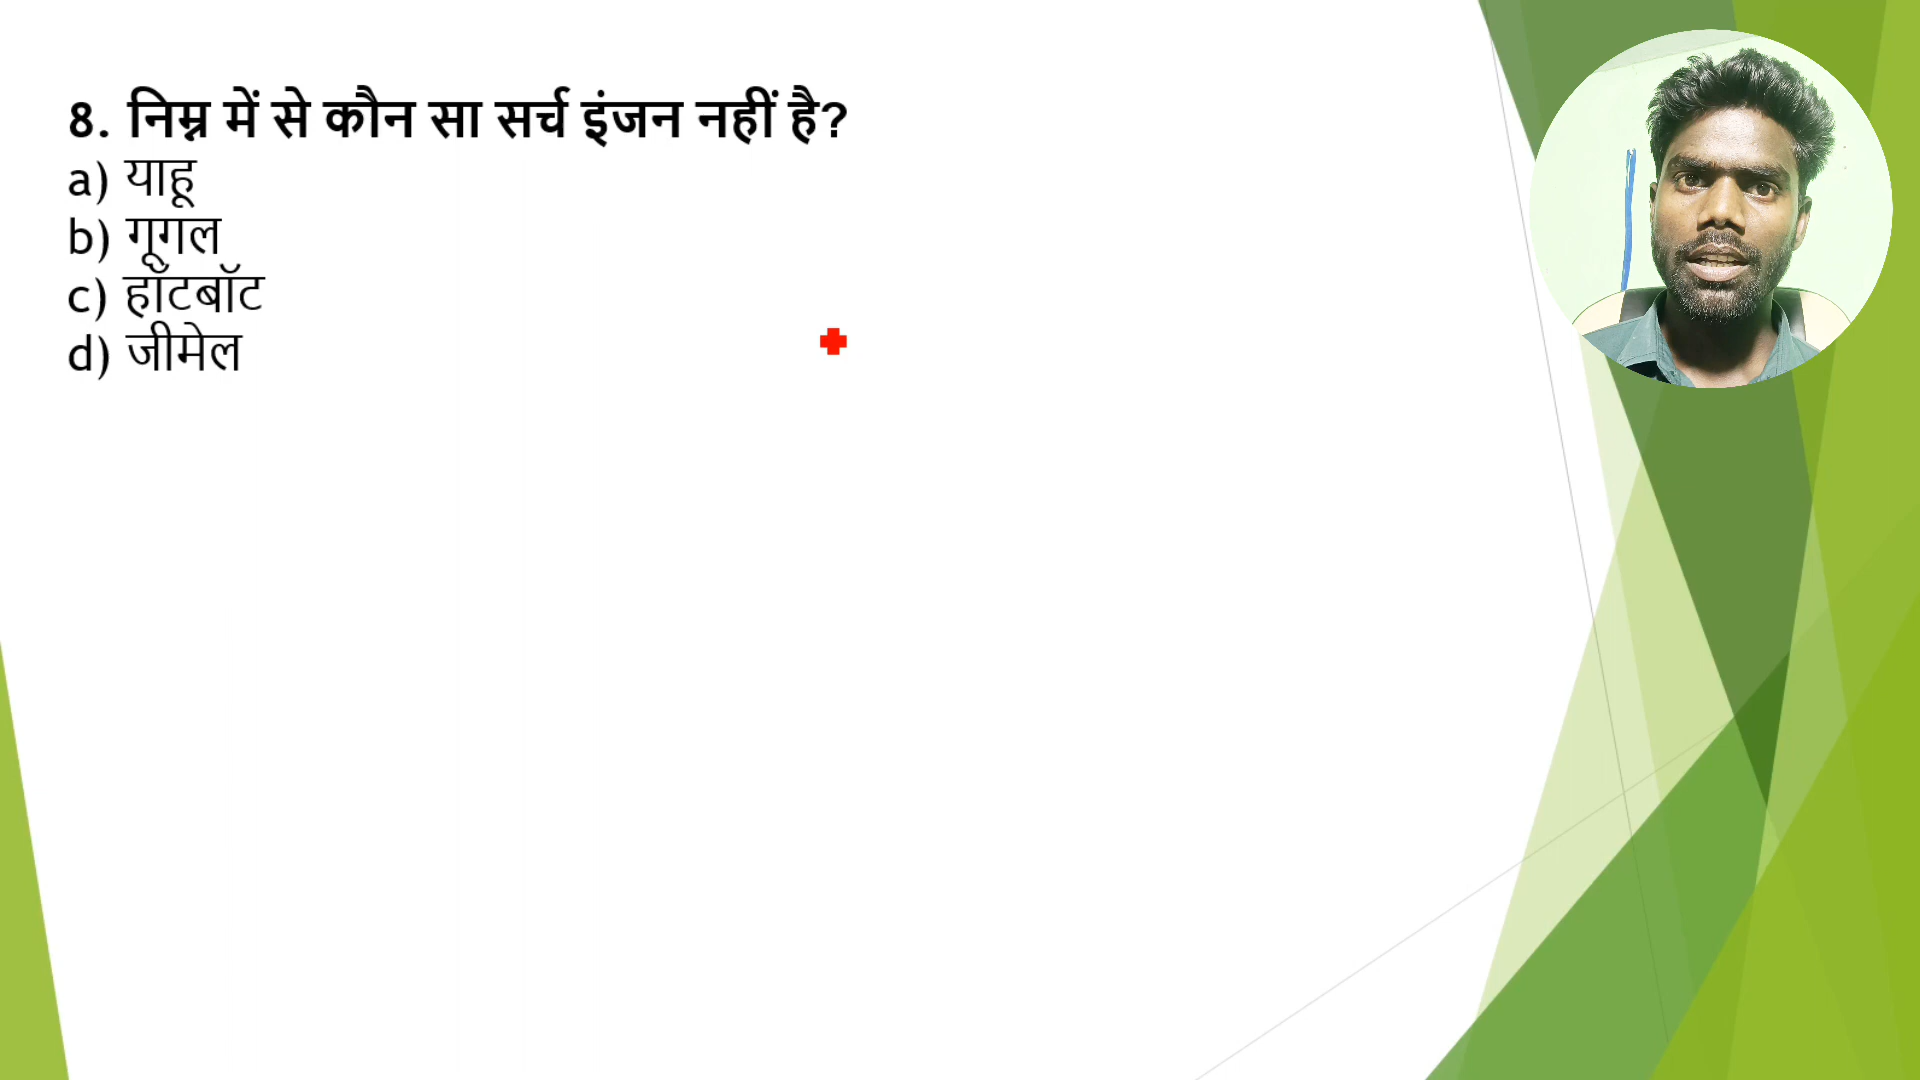 8. निम्न में से कौन सा सर्च इंजन नहीं है?
a) याहू
b) गूगल
c) हॉटबॉट
d) जीमेल